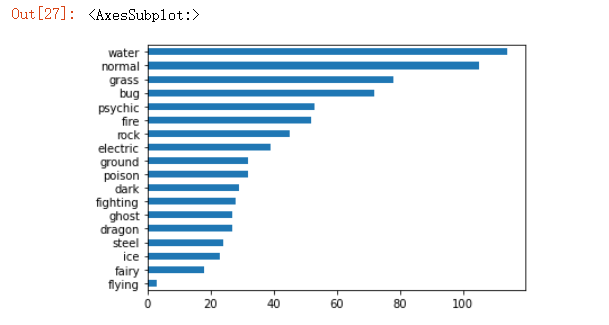 Out[27]: <AxesSubplot:>
water
normal
grass
bug
psychic
fire
rock
electric
ground
poison
dark
fighting
ghost
dragon
steel
ice
fairy
flying
0 20 40 60 80 100